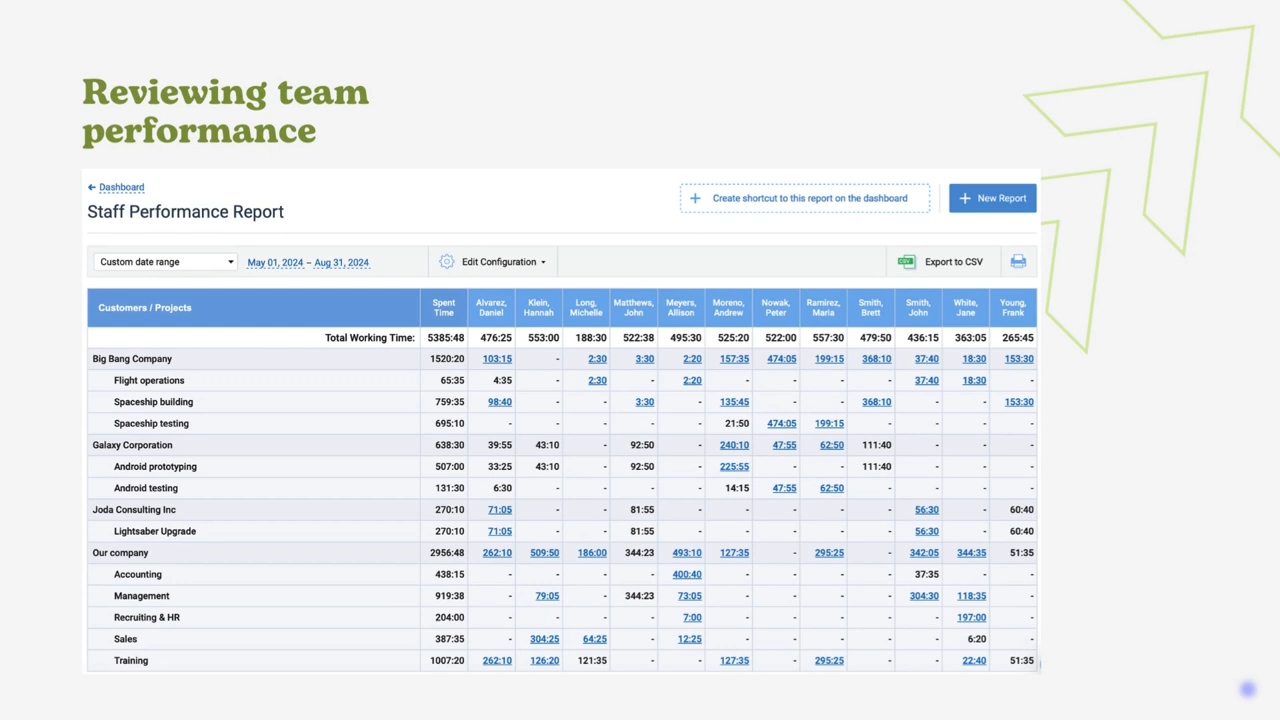 Reviewing team
performance
← Dashboard
Staff Performance Report
+ Create shortcut to this report on the dashboard
+ New Report
Custom date range May 01, 2024 – Aug 31, 2024 Edit Configuration CSV Export to CSV
Customers / Projects Spent Time Alvarez, Daniel Klein, Hannah Long, Michelle Matthews, John Meyers, Allison Moreno, Andrew Nowak, Peter Ramirez, Maria Smith, Brett Smith, John White, Jane Young, Frank
Total Working Time: 5385:48 476:25 553:00 188:30 522:38 495:30 525:20 522:00 557:30 479:50 436:15 363:05 265:45
Big Bang Company 1520:20 103:15 - 2:30 3:30 2:20 157:35 474:05 199:15 368:10 37:40 18:30 153:30
Flight operations 65:35 4:35 - 2:30 - 2:20 - - - - 37:40 18:30 -
Spaceship building 759:35 98:40 - - 3:30 - 135:45 - - 368:10 - - 153:30
Spaceship testing 695:10 - - - - - 21:50 474:05 199:15 - - - -
Galaxy Corporation 638:30 39:55 43:10 - 92:50 - 240:10 47:55 62:50 111:40 - - -
Android prototyping 507:00 33:25 43:10 - 92:50 - 225:55 - - 111:40 - - -
Android testing 131:30 6:30 - - - - 14:15 47:55 62:50 - - - -
Joda Consulting Inc 270:10 71:05 - - 81:55 - - - - - 56:30 - 60:40
Lightsaber Upgrade 270:10 71:05 - - 81:55 - - - - - 56:30 - 60:40
Our company 2956:48 262:10 509:50 186:00 344:23 493:10 127:35 - 295:25 - 342:05 344:35 51:35
Accounting 438:15 - - - - 400:40 - - - - 37:35 - -
Management 919:38 - 79:05 - 344:23 73:05 - - - - 304:30 118:35 -
Recruiting & HR 204:00 - - - - 7:00 - - - - - 197:00 -
Sales 387:35 - 304:25 64:25 - 12:25 - - - - - 6:20 -
Training 1007:20 262:10 126:20 121:35 - - 127:35 - 295:25 - - 22:40 51:35